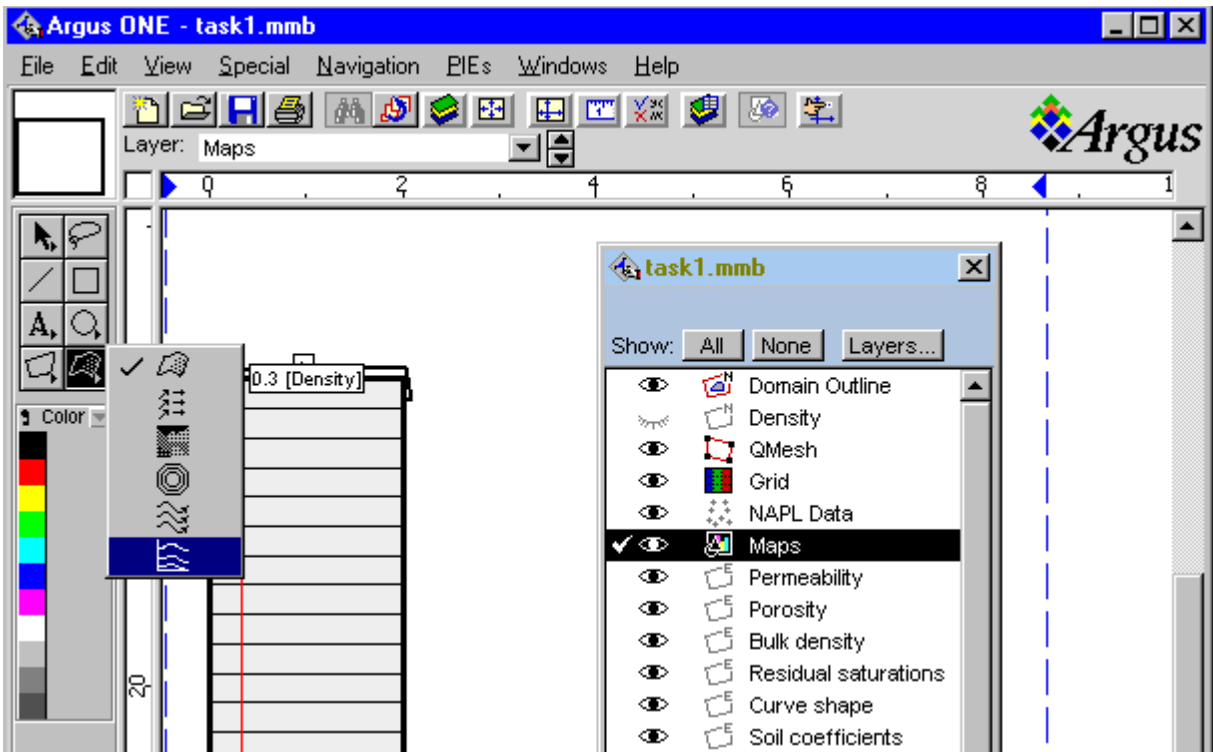 Argus ONE - task1.mmb
File Edit View Special Navigation PIEs Windows Help
Layer: Maps
Argus
0 2 4 6 8 1
A
task1.mmb
Show: All None Layers...
0.3 [Density]
Color
Domain Outline
Density
QMesh
Grid
NAPL Data
Maps
Permeability
Porosity
Bulk density
Residual saturations
Curve shape
Soil coefficients
20